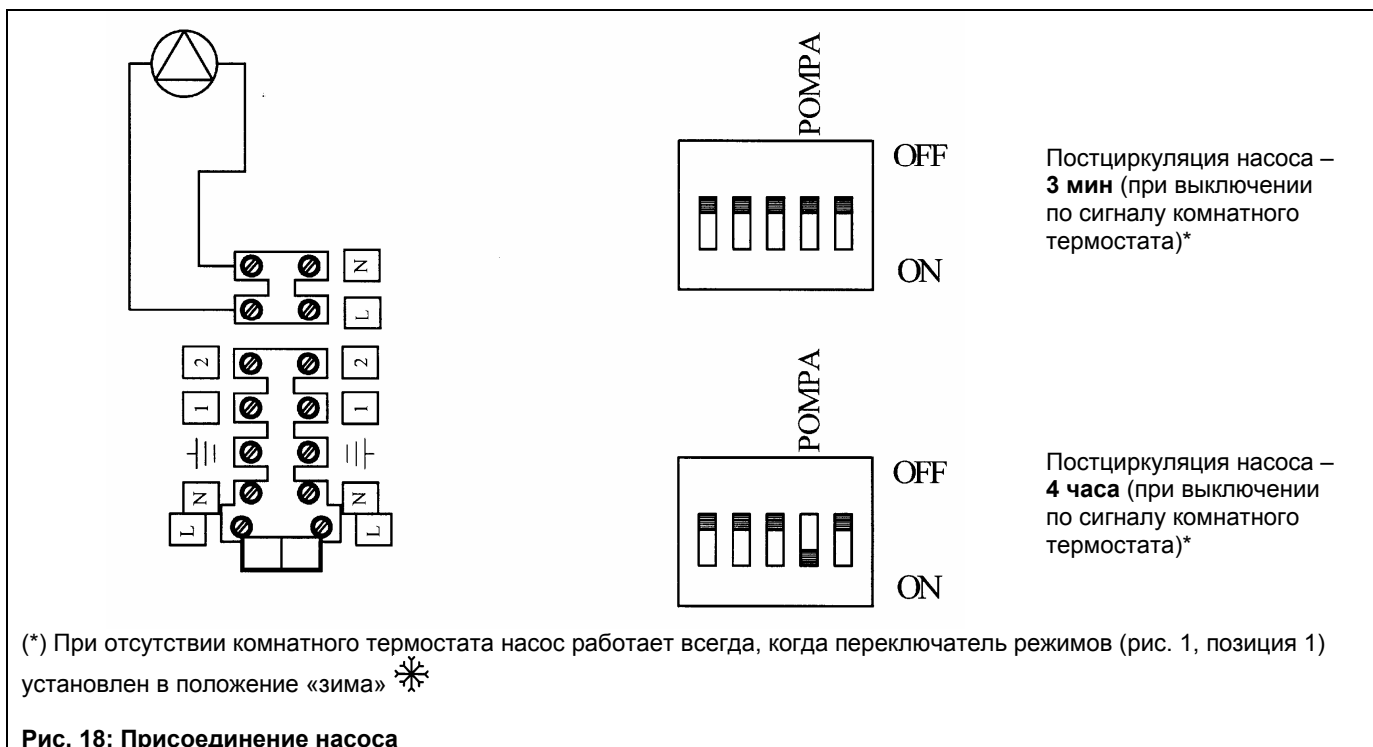 N
L
2 2
1 1
N N
L L
POMPA
OFF
ON
Постциркуляция насоса –
3 мин (при выключении
по сигналу комнатного
термостата)*
POMPA
OFF
ON
Постциркуляция насоса –
4 часа (при выключении
по сигналу комнатного
термостата)*
(*) При отсутствии комнатного термостата насос работает всегда, когда переключатель режимов (рис. 1, позиция 1)
установлен в положение «зима»
Рис. 18: Присоединение насоса